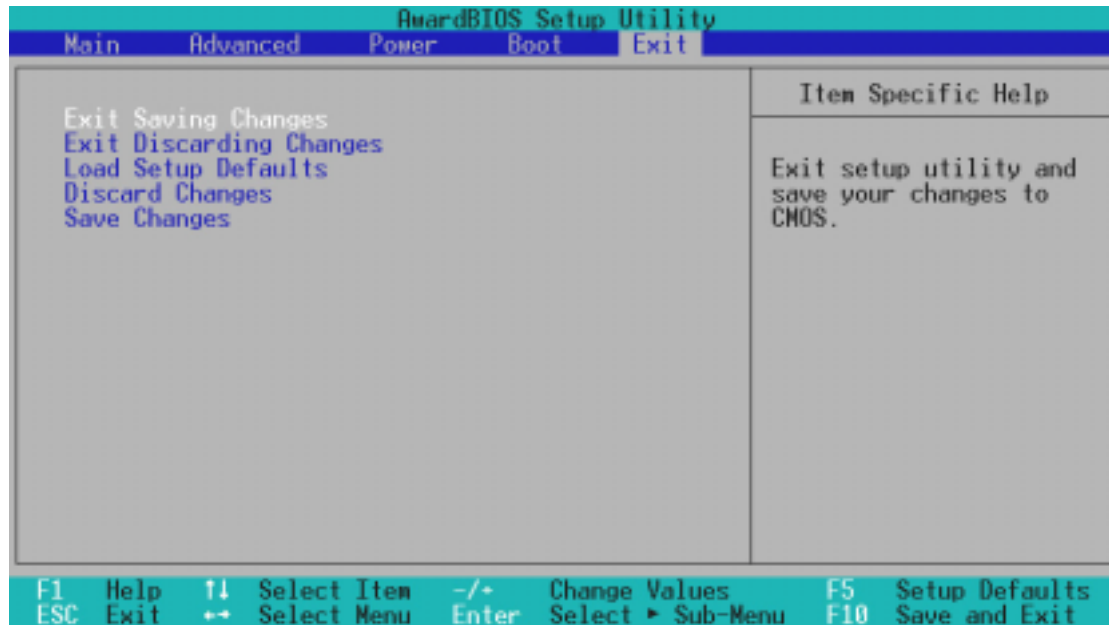 AwardBIOS Setup Utility
Main Advanced Power Boot Exit
Exit Saving Changes
Exit Discarding Changes
Load Setup Defaults
Discard Changes
Save Changes
Item Specific Help
Exit setup utility and
save your changes to
CMOS.
F1 Help ↑↓ Select Item -/+ Change Values F5 Setup Defaults
ESC Exit ←→ Select Menu Enter Select ► Sub-Menu F10 Save and Exit